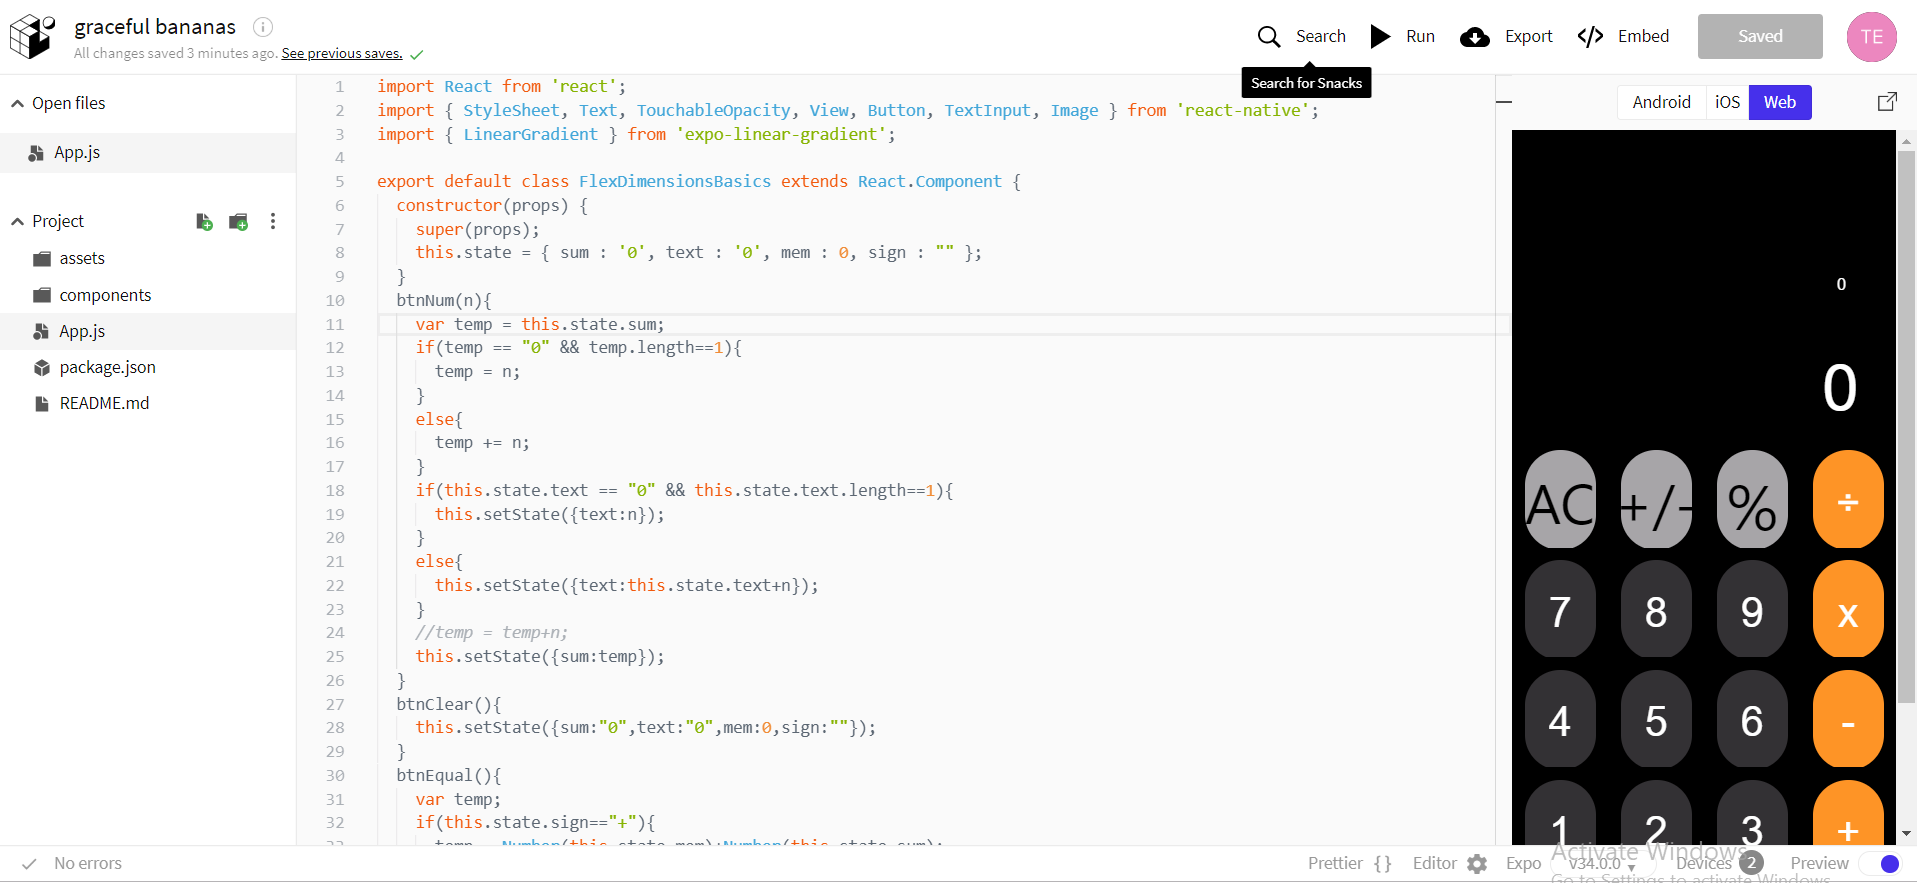 graceful bananas
All changes saved 3 minutes ago. See previous saves.
Search
Run
Export
Embed
Saved
TE
Search for Snacks
Open files
App.js
Project
assets
components
App.js
package.json
README.md
1 import React from 'react';
2 import { StyleSheet, Text, TouchableOpacity, View, Button, TextInput, Image } from 'react-native';
3 import { LinearGradient } from 'expo-linear-gradient';
4
5 export default class FlexDimensionsBasics extends React.Component {
6 constructor(props) {
7 super(props);
8 this.state = { sum : '0', text : '0', mem : 0, sign : "" };
9 }
10 btnNum(n){
11 var temp = this.state.sum;
12 if(temp == "0" && temp.length==1){
13 temp = n;
14 }
15 else{
16 temp += n;
17 }
18 if(this.state.text == "0" && this.state.text.length==1){
19 this.setState({text:n});
20 }
21 else{
22 this.setState({text:this.state.text+n});
23 }
24 //temp = temp+n;
25 this.setState({sum:temp});
26 }
27 btnClear(){
28 this.setState({sum:"0",text:"0",mem:0,sign:""});
29 }
30 btnEqual(){
31 var temp;
32 if(this.state.sign=="+"){
Android iOS Web
0
0
AC +/- % ÷
7 8 9 x
4 5 6 -
1 2 3 +
Activate Windows
Go to Settings to activate Windows.
No errors
Prettier { }
Editor
Expo
v34.0.0
Devices 2
Preview